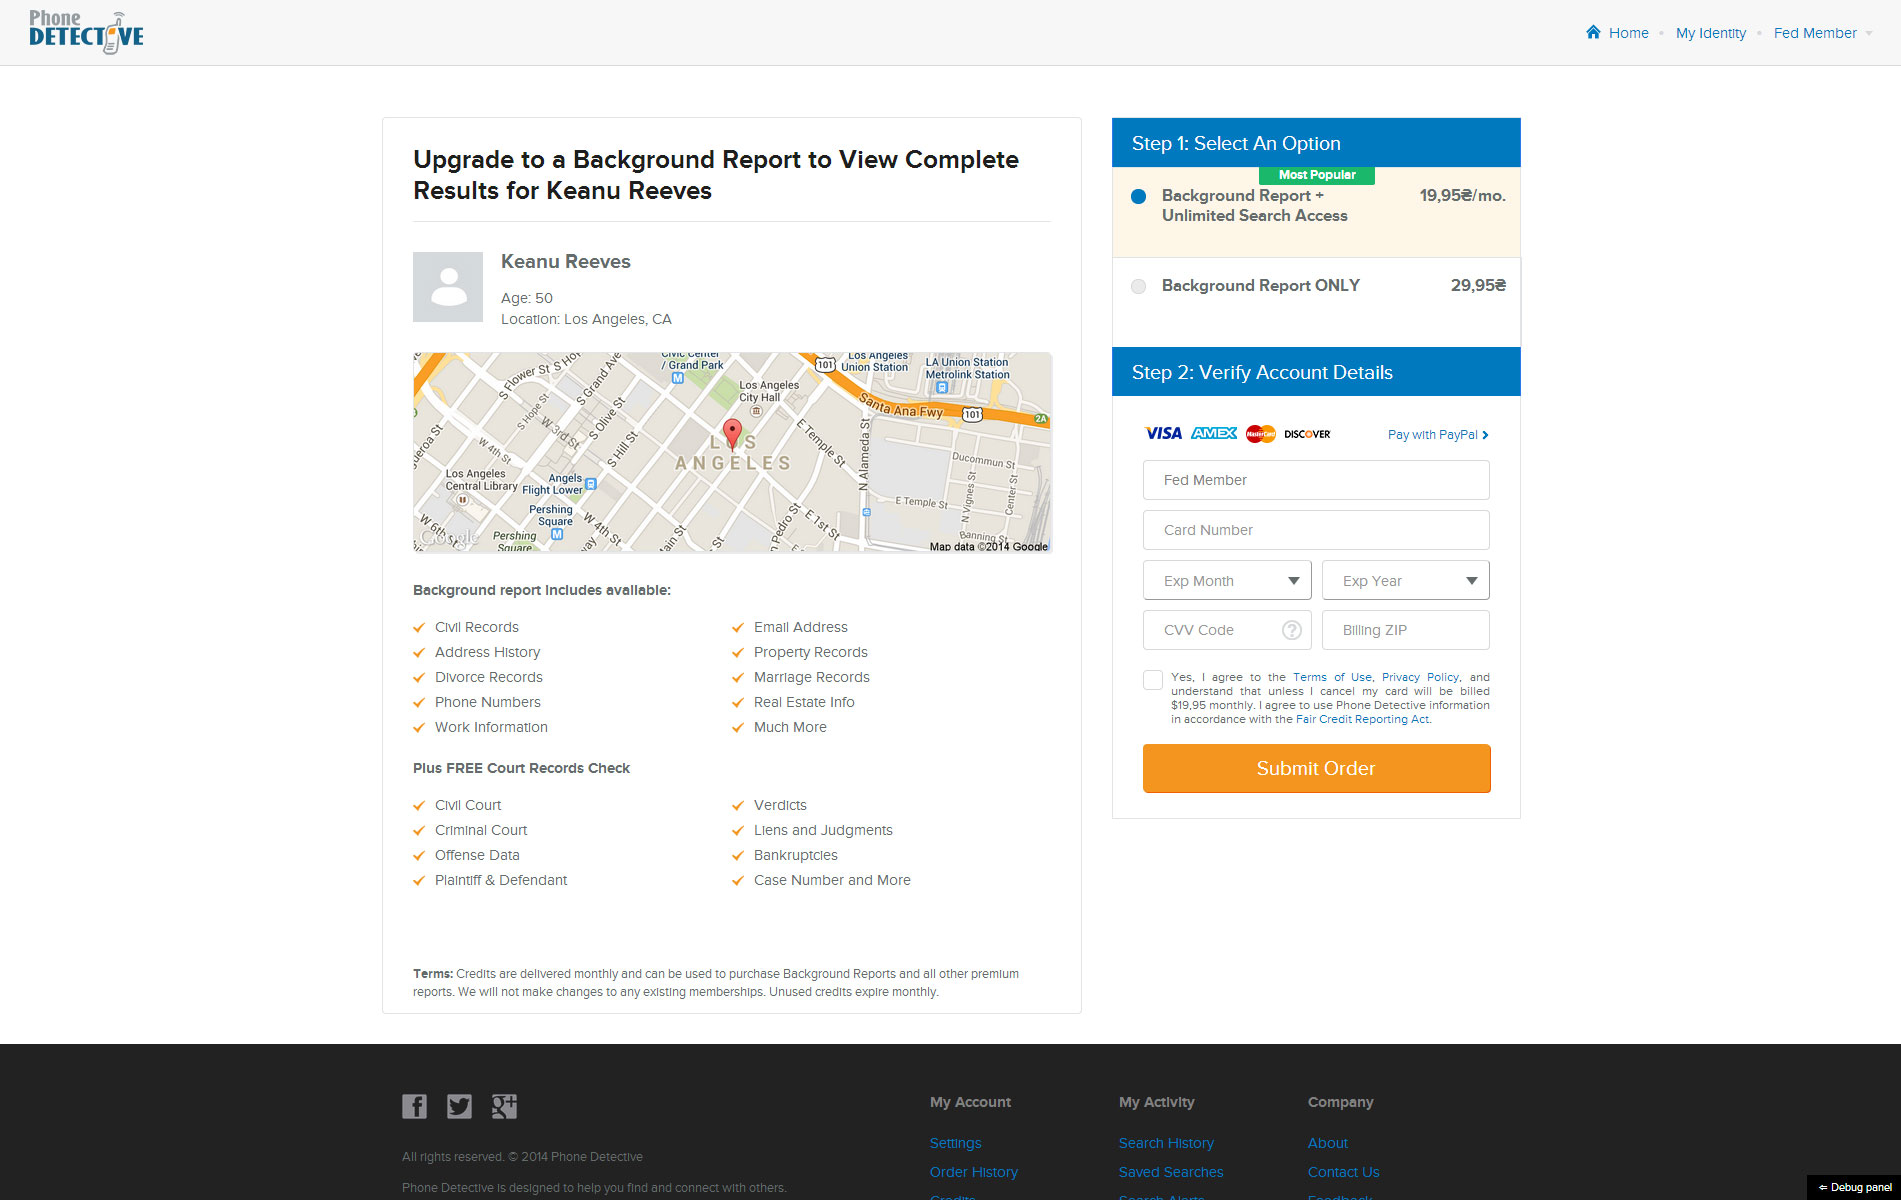 Phone
DETECTIVE
Home
My Identity
Fed Member
Upgrade to a Background Report to View Complete
Results for Keanu Reeves
Keanu Reeves
Age: 50
Location: Los Angeles, CA
S Flower St
S Hope St
S Grand Ave
Civic Center
/ Grand Park
Los Angeles
Union Station
101
LA Union Station
Metrolink Station
S Hope St
W 3rd St
S Olive St
S Hill St
Los Angeles
City Hall
Santa Ana Fwy
101
2A
W 4th St
LOS
ANGELES
E Temple St
N Alameda St
Ducommun St
Los Angeles
Central Library
Angels
Flight Lower
E Temple St
N Vignes St
Center St
Pershing
Square
W 6th St
Pershing
Square
W 4th St
E 1st St
Banning St
Google
Map data ©2014 Google
Background report includes available:
Civil Records
Address History
Divorce Records
Phone Numbers
Work Information
Email Address
Property Records
Marriage Records
Real Estate Info
Much More
Plus FREE Court Records Check
Civil Court
Criminal Court
Offense Data
Plaintiff & Defendant
Verdicts
Liens and Judgments
Bankruptcies
Case Number and More
Terms: Credits are delivered monthly and can be used to purchase Background Reports and all other premium
reports. We will not make changes to any existing memberships. Unused credits expire monthly.
Step 1: Select An Option
Most Popular
Background Report + 19,95₴/mo.
Unlimited Search Access
Background Report ONLY 29,95₴
Step 2: Verify Account Details
VISA AMEX MasterCard DISCOVER Pay with PayPal
Fed Member
Card Number
Exp Month Exp Year
CVV Code ? Billing ZIP
Yes, I agree to the Terms of Use, Privacy Policy, and
understand that unless I cancel my card will be billed
$19,95 monthly. I agree to use Phone Detective information
in accordance with the Fair Credit Reporting Act.
Submit Order
All rights reserved. © 2014 Phone Detective
Phone Detective is designed to help you find and connect with others.
My Account
Settings
Order History
Credits
My Activity
Search History
Saved Searches
Search Alerts
Company
About
Contact Us
Feedback
⇐ Debug panel